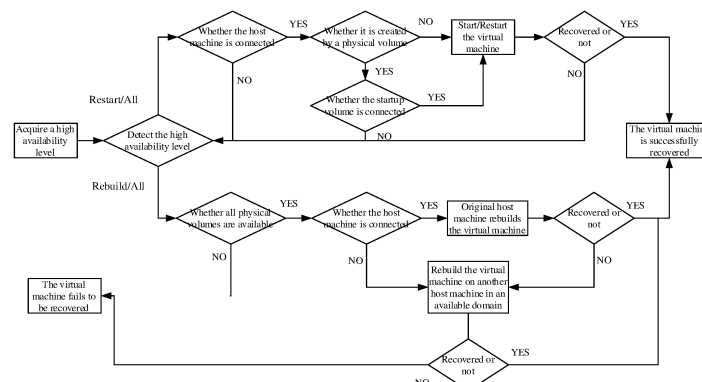 Whether the host
machine is connected
YES
Whether it is created
by a physical volume
NO
Start/Restart
the virtual
machine
Recovered or
not
YES
NO
YES
Whether the startup
volume is connected
YES
NO
NO
Restart/All
Acquire a high
availability
level
Detect the high
availability level
The virtual machine
is successfully
recovered
Rebuild/All
Whether all physical
volumes are available
YES
Whether the host
machine is connected
YES
Original host
machine rebuilds
the virtual machine
Recovered or
not
YES
NO
NO
NO
Rebuild the virtual
machine on another
host machine in an
available domain
The virtual
machine fails to
be recovered
Recovered or
not
YES
NO